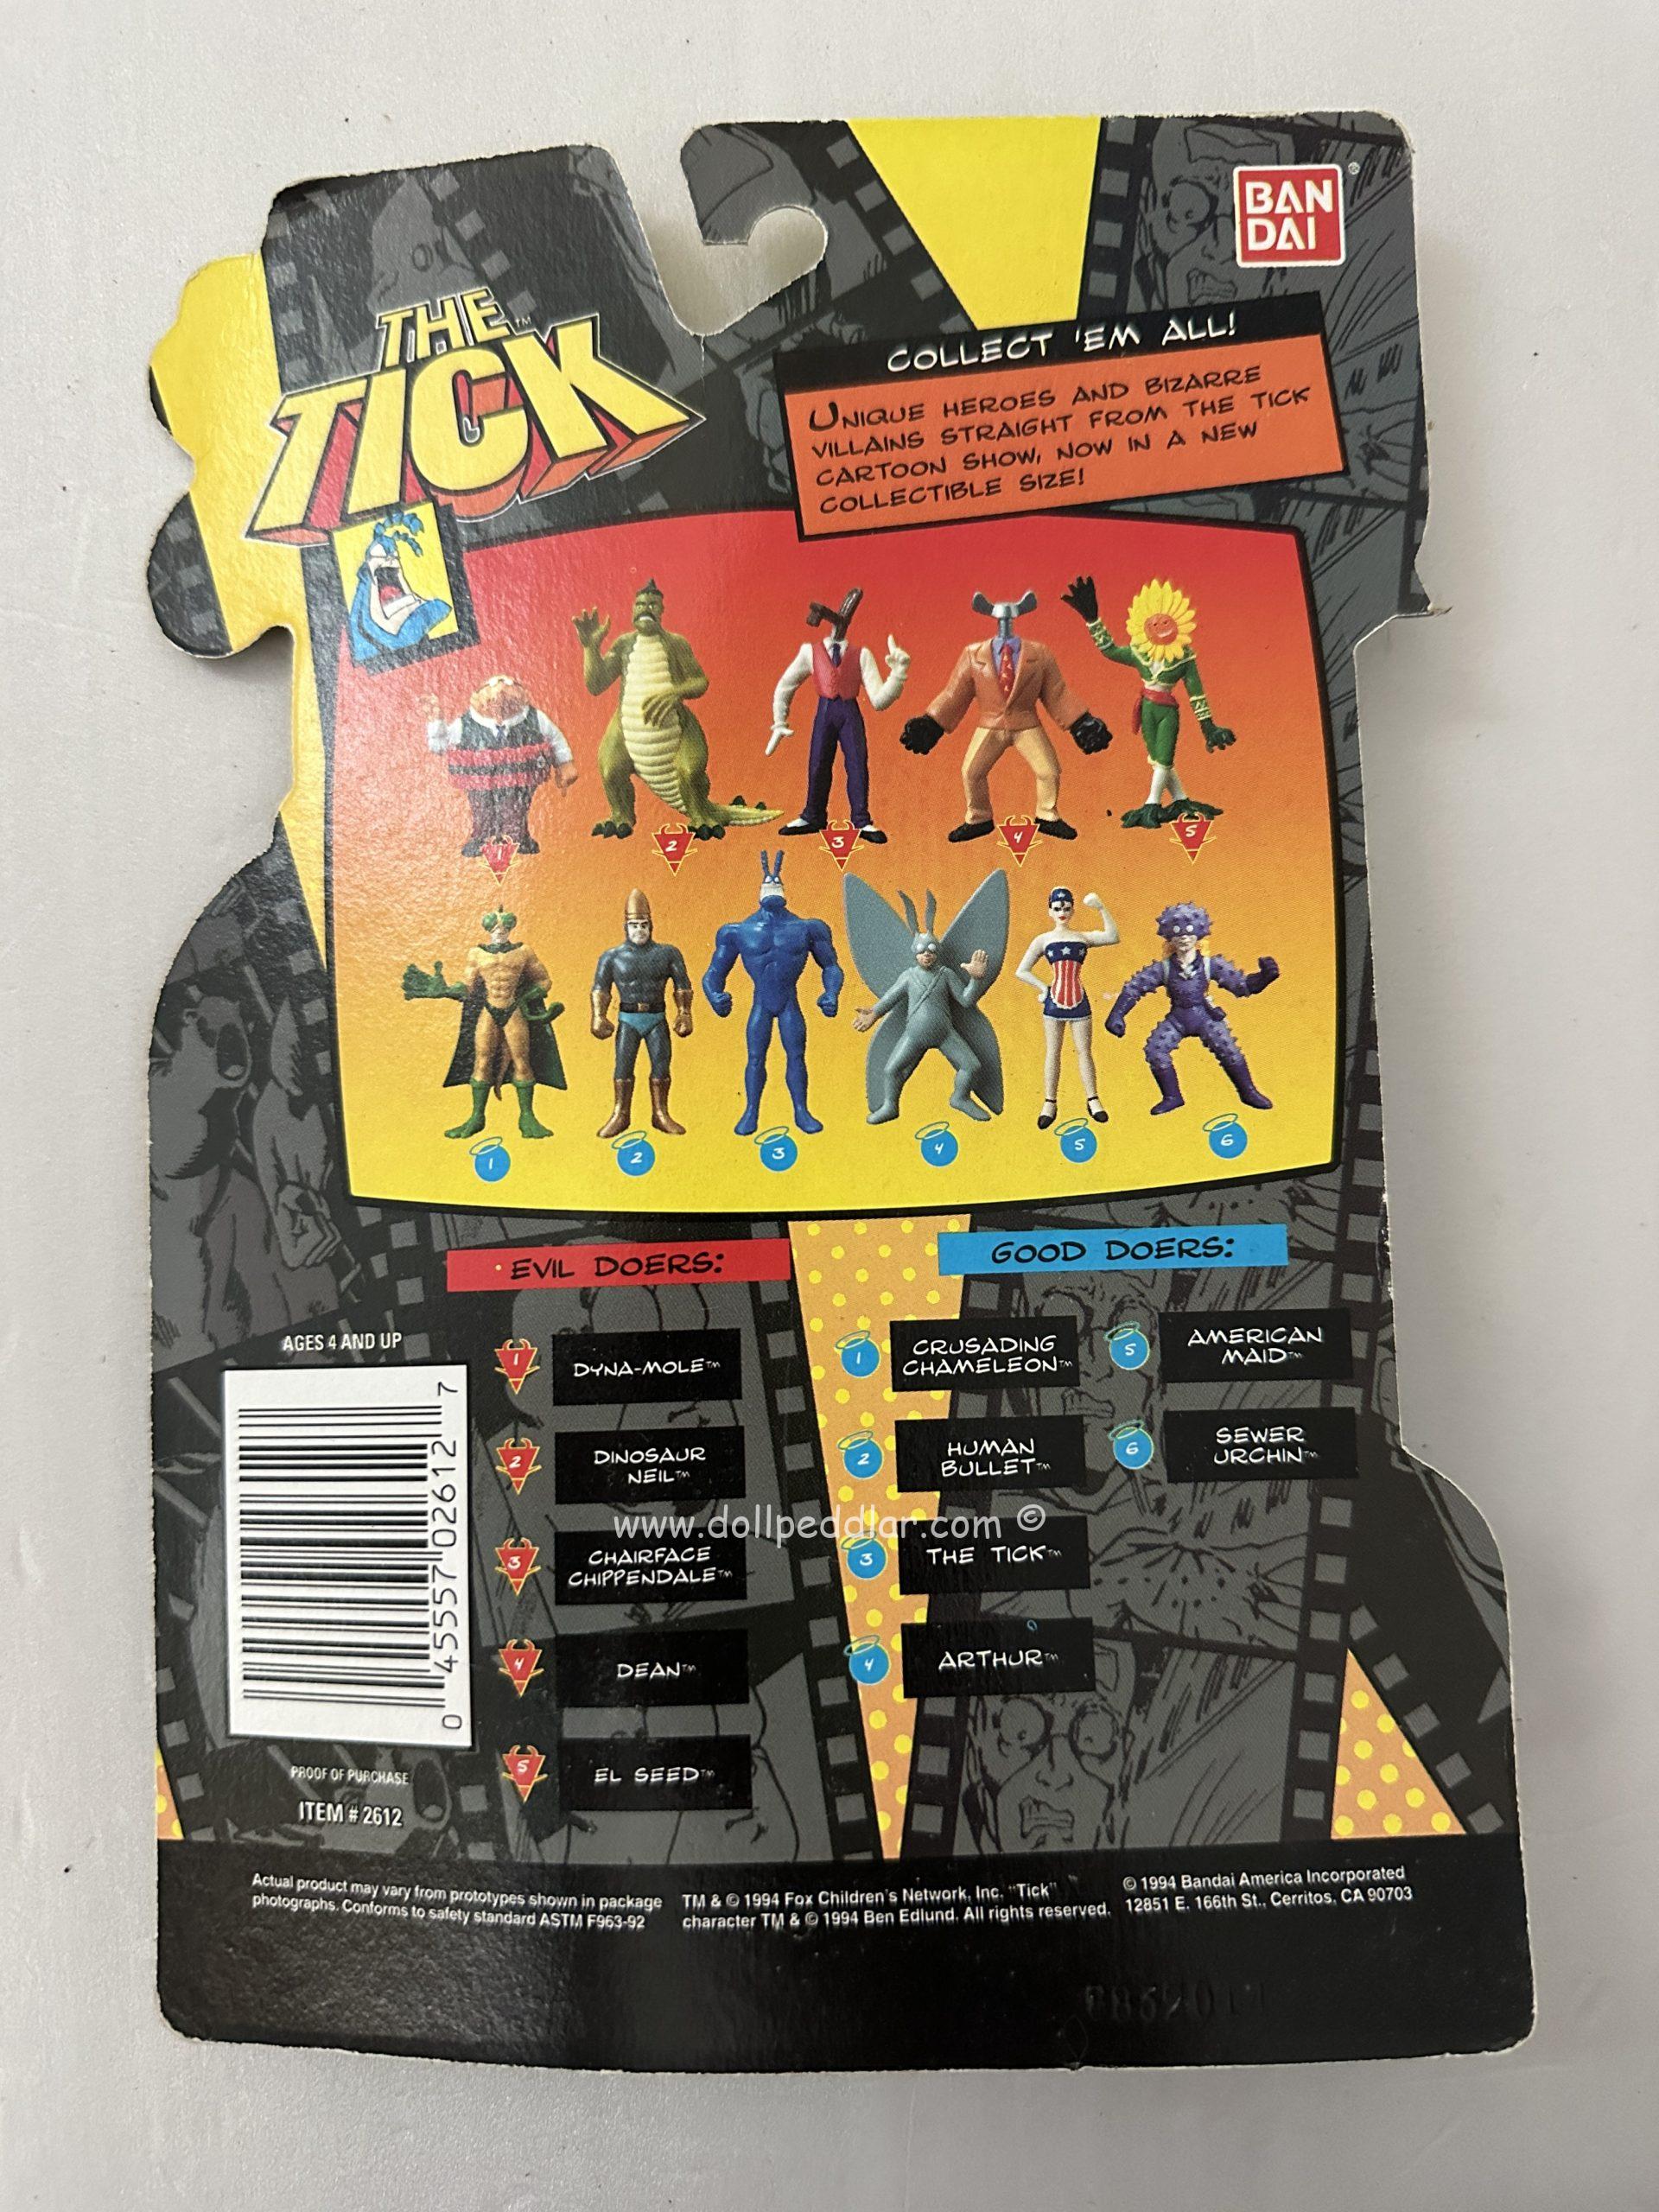 BAN
DAI
THE™
TICK
COLLECT 'EM ALL!
UNIQUE HEROES AND BIZARRE
VILLAINS STRAIGHT FROM THE TICK
CARTOON SHOW, NOW IN A NEW
COLLECTIBLE SIZE!
1
2
3
4
5
1
2
3
4
5
6
EVIL DOERS:
1
DYNA-MOLE™
2
DINOSAUR
NEIL™
3
CHAIRFACE
CHIPPENDALE™
4
DEAN™
5
EL SEED™
GOOD DOERS:
1
CRUSADING
CHAMELEON™
2
HUMAN
BULLET™
3
THE TICK™
4
ARTHUR™
5
AMERICAN
MAID™
6
SEWER
URCHIN™
www.dollpeddlar.com ©
AGES 4 AND UP
0 45557 02612 7
PROOF OF PURCHASE
ITEM # 2612
Actual product may vary from prototypes shown in package
photographs. Conforms to safety standard ASTM F963-92
TM & © 1994 Fox Children's Network, Inc. "Tick"
character TM & © 1994 Ben Edlund. All rights reserved.
© 1994 Bandai America Incorporated
12851 E. 166th St., Cerritos, CA 90703